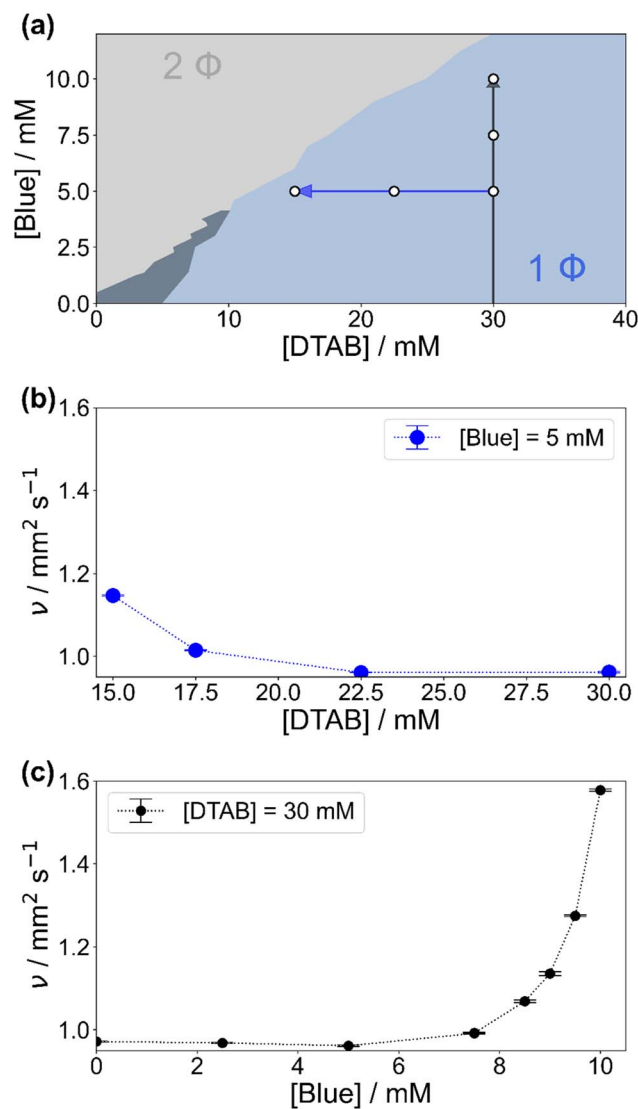 (a)
2 Φ
1 Φ
[Blue] / mM
10.0
7.5
5.0
2.5
0.0
0
10
20
30
40
[DTAB] / mM
(b)
[Blue] = 5 mM
ν / mm² s⁻¹
1.6
1.4
1.2
1.0
15.0
17.5
20.0
22.5
25.0
27.5
30.0
[DTAB] / mM
(c)
[DTAB] = 30 mM
ν / mm² s⁻¹
1.6
1.4
1.2
1.0
0
2
4
6
8
10
[Blue] / mM